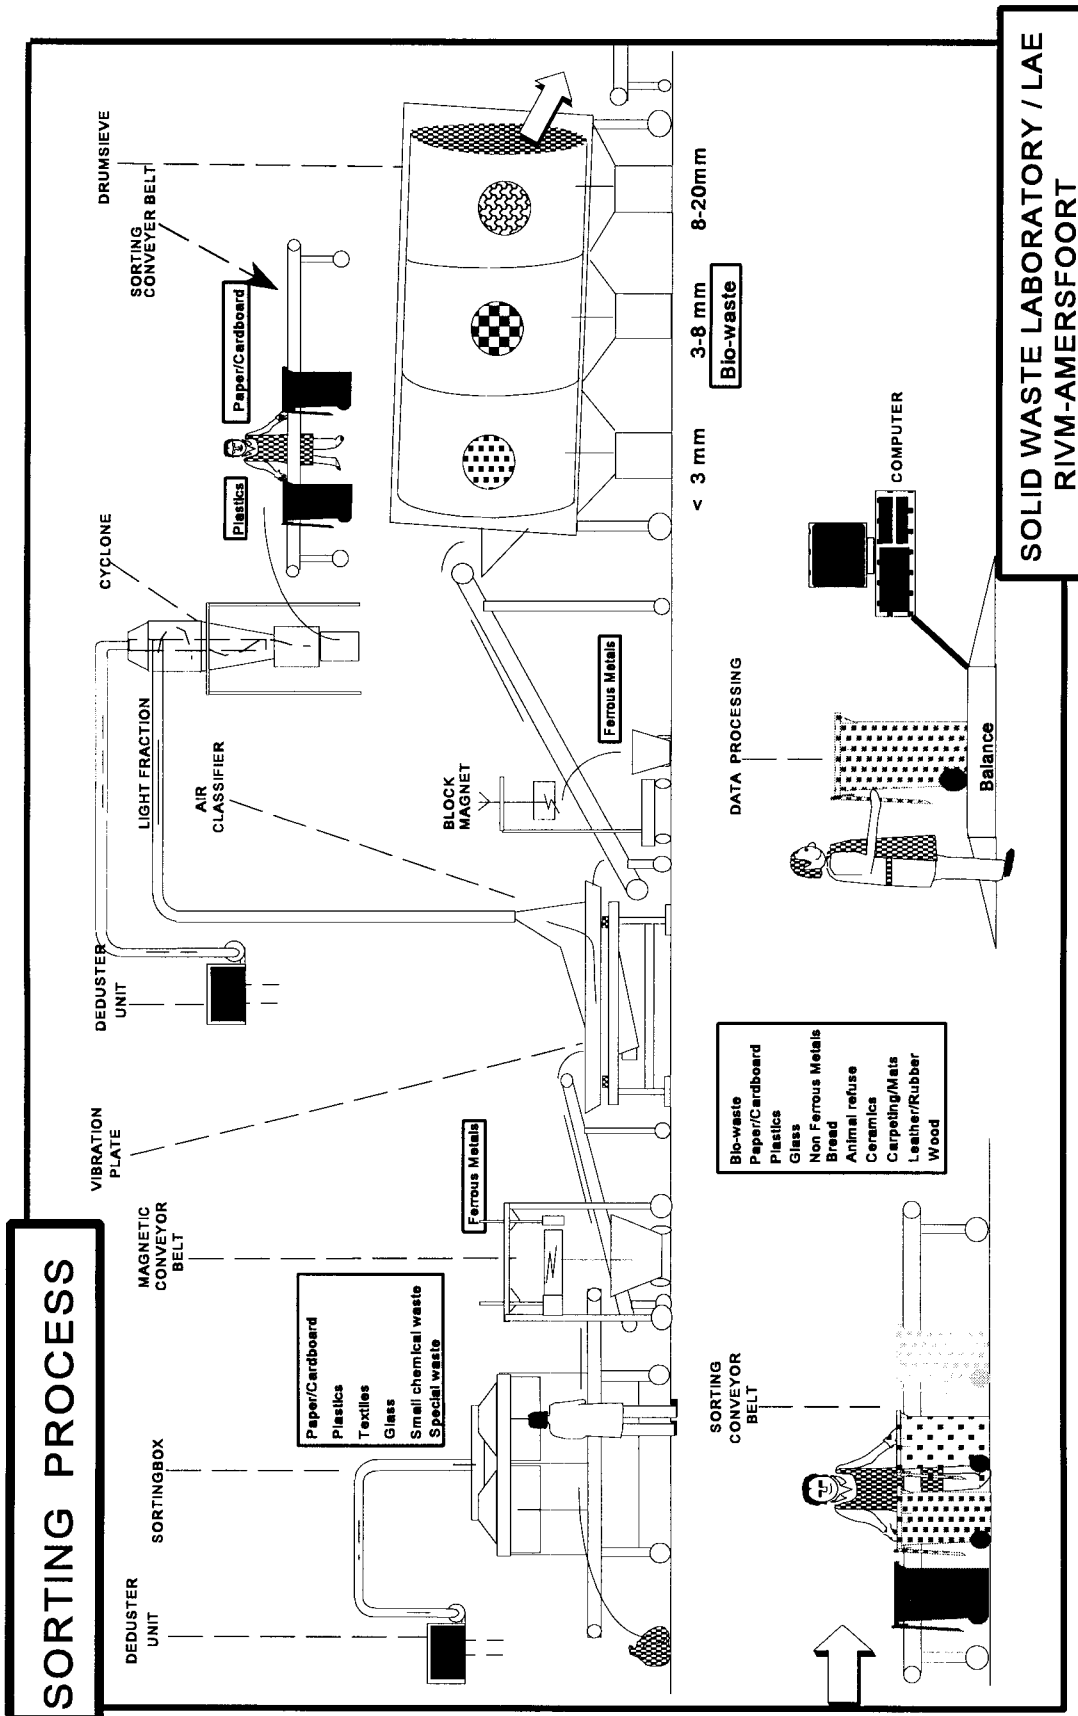 SORTING PROCESS
DEDUSTER
UNIT
SORTINGBOX
MAGNETIC
CONVEYOR
BELT
VIBRATION
PLATE
DEDUSTER
UNIT
LIGHT FRACTION
AIR
CLASSIFIER
CYCLONE
SORTING
CONVEYER BELT
DRUMSIEVE
Plastics
Paper/Cardboard
Paper/Cardboard
Plastics
Textiles
Glass
Small chemical waste
Special waste
Ferrous Metals
BLOCK
MAGNET
Ferrous Metals
< 3 mm
3-8 mm
8-20mm
Bio-waste
SORTING
CONVEYOR
BELT
Bio-waste
Paper/Cardboard
Plastics
Glass
Non Ferrous Metals
Bread
Animal refuse
Ceramics
Carpeting/Mats
Leather/Rubber
Wood
DATA PROCESSING
COMPUTER
Balance
SOLID WASTE LABORATORY / LAE
RIVM-AMERSFOORT